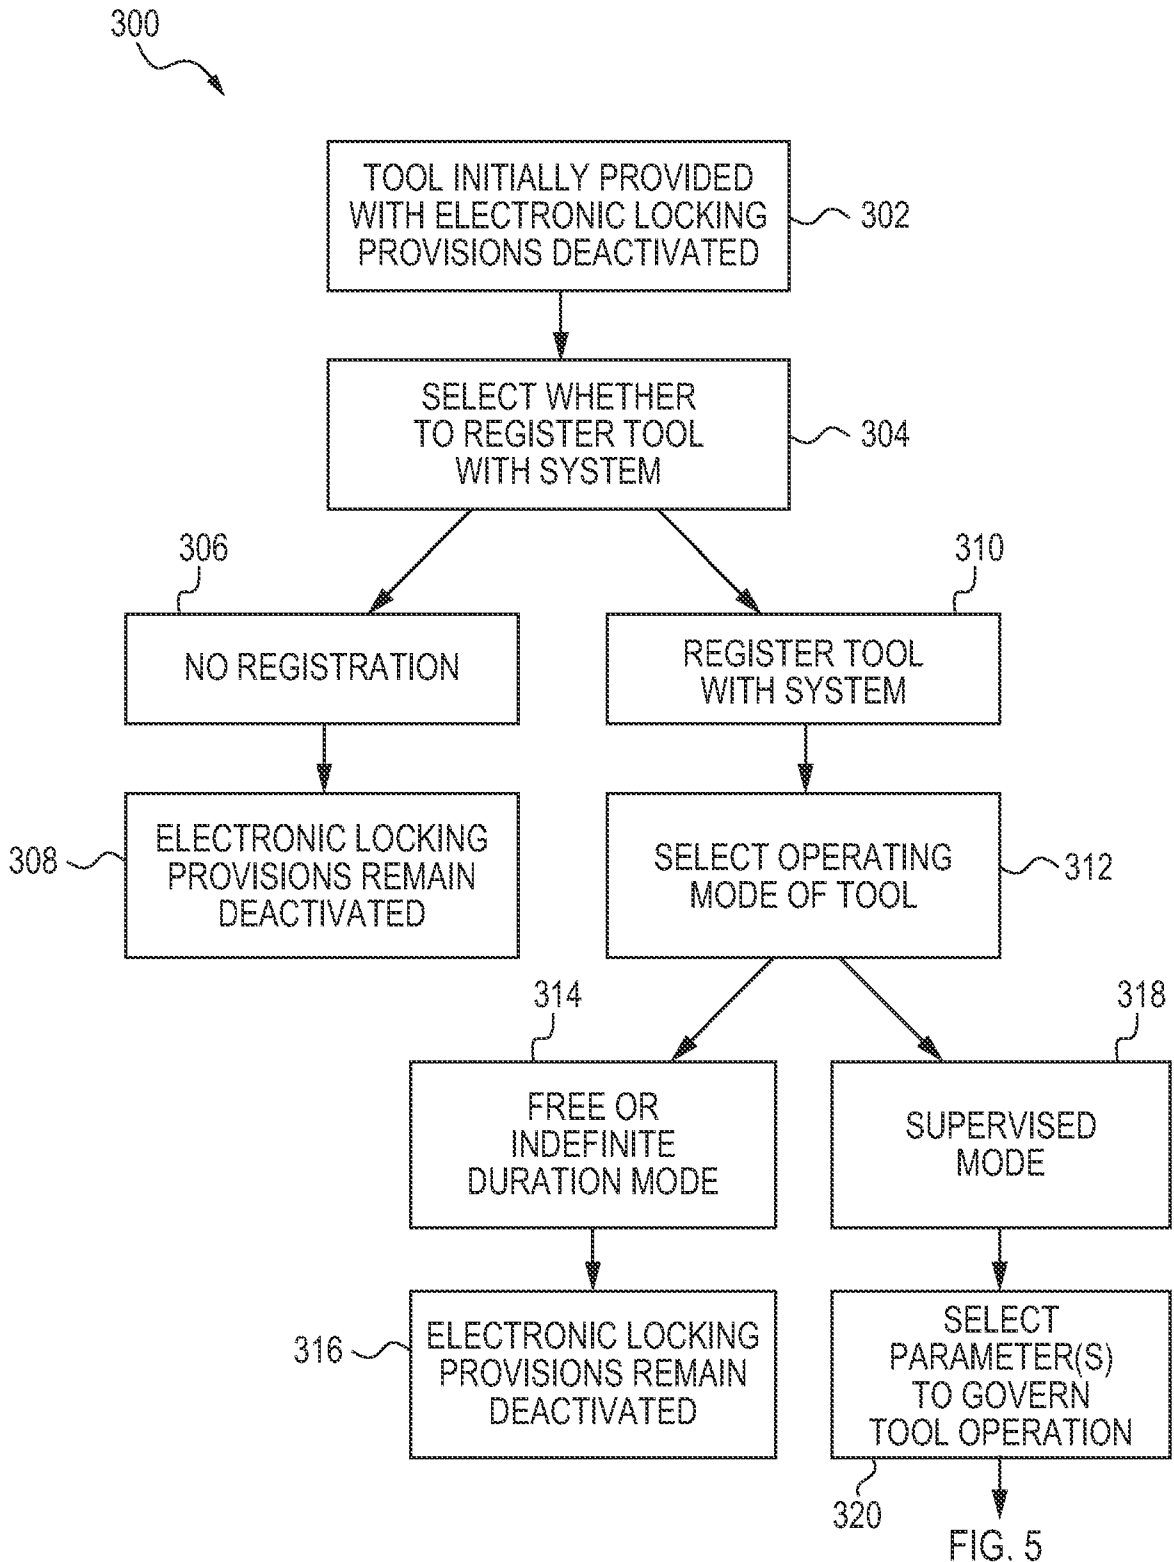 300
TOOL INITIALLY PROVIDED
WITH ELECTRONIC LOCKING
PROVISIONS DEACTIVATED
302
SELECT WHETHER
TO REGISTER TOOL
WITH SYSTEM
304
306
NO REGISTRATION
310
REGISTER TOOL
WITH SYSTEM
308
ELECTRONIC LOCKING
PROVISIONS REMAIN
DEACTIVATED
SELECT OPERATING
MODE OF TOOL
312
314
FREE OR
INDEFINITE
DURATION MODE
318
SUPERVISED
MODE
316
ELECTRONIC LOCKING
PROVISIONS REMAIN
DEACTIVATED
SELECT
PARAMETER(S)
TO GOVERN
TOOL OPERATION
320
FIG. 5